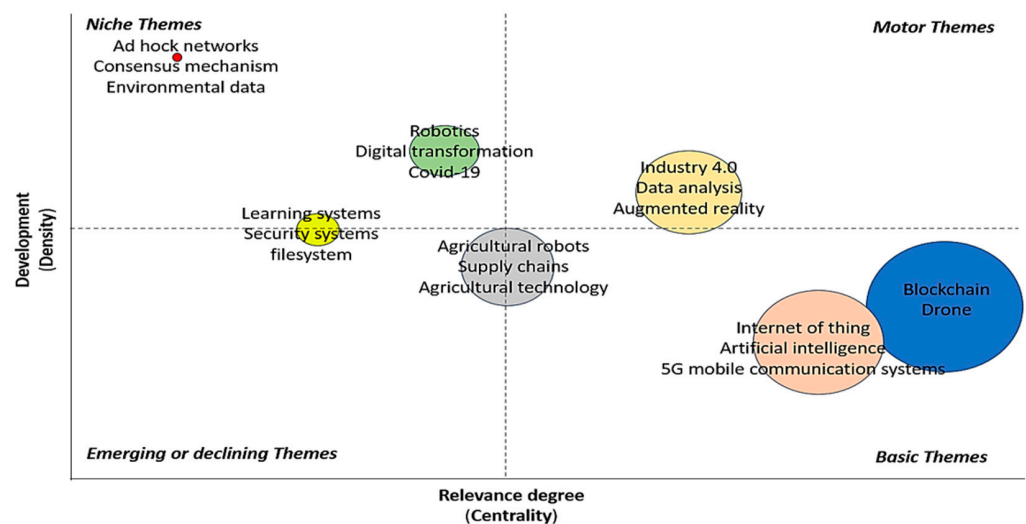 Niche Themes
Motor Themes
Ad hock networks
Consensus mechanism
Environmental data
Robotics
Digital transformation
Covid-19
Industry 4.0
Data analysis
Augmented reality
Learning systems
Security systems
filesystem
Agricultural robots
Supply chains
Agricultural technology
Blockchain
Drone
Internet of thing
Artificial intelligence
5G mobile communication systems
Emerging or declining Themes
Basic Themes
Development
(Density)
Relevance degree
(Centrality)